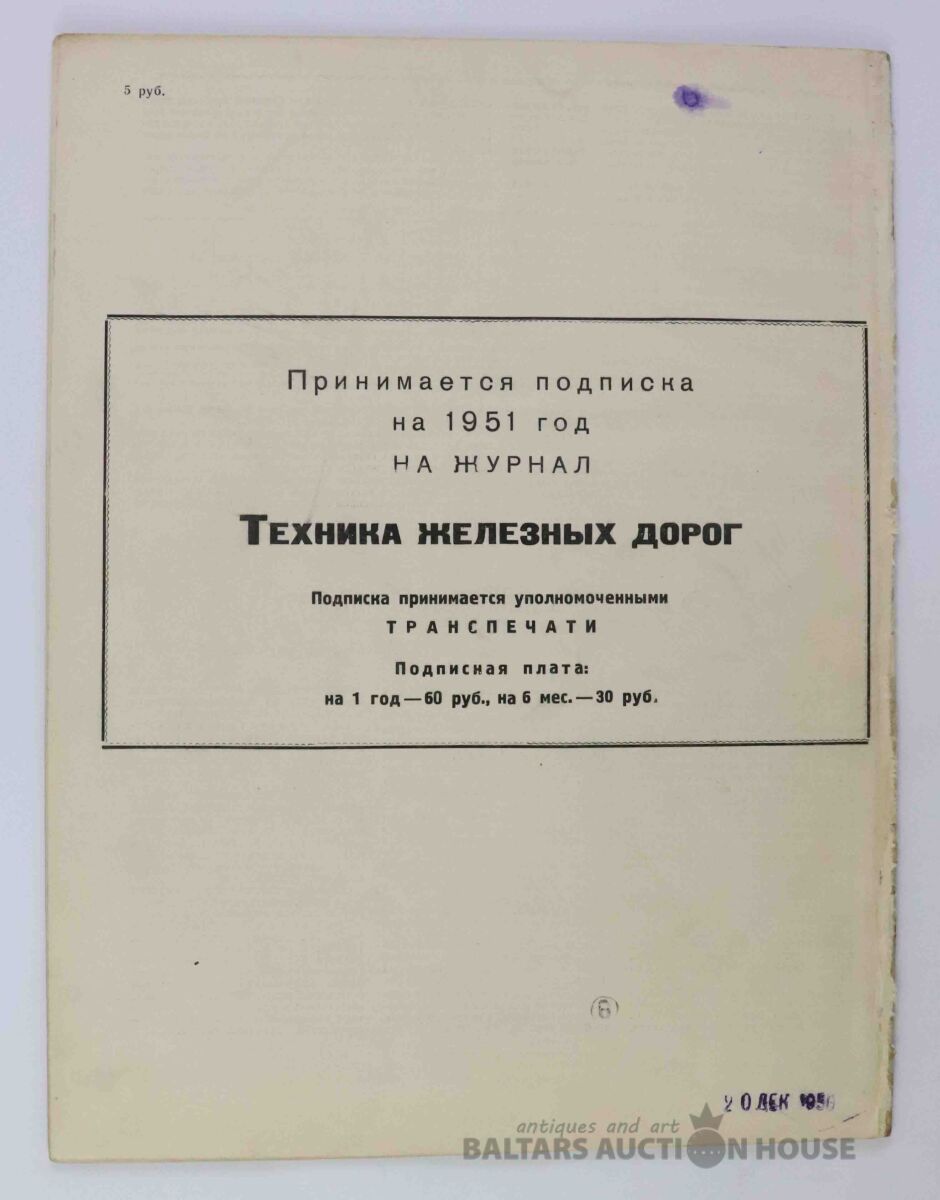 5 руб.
Принимается подписка
на 1951 год
НА ЖУРНАЛ
ТЕХНИКА ЖЕЛЕЗНЫХ ДОРОГ
Подписка принимается уполномоченными
ТРАНСПЕЧАТИ
Подписная плата:
на 1 год—60 руб., на 6 мес.—30 руб.
6
20 ДЕК 1950
antiques and art
BALTARS AUCTION HOUSE